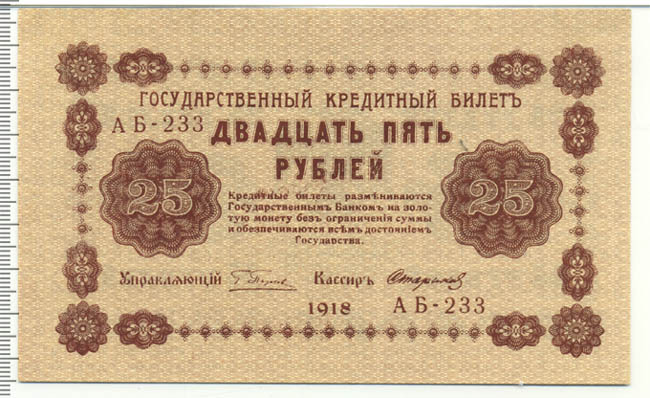 ГОСУДАРСТВЕННЫЙ КРЕДИТНЫЙ БИЛЕТЪ
АБ-233
ДВАДЦАТЬ ПЯТЬ
РУБЛЕЙ
25
25
Кредитные билеты размѣниваются
Государственнымъ Банкомъ на золо-
тую монету безъ ограниченія суммы
и обезпечиваются всѣмъ достояніемъ
Государства.
Управляющій
Кассиръ
1918
АБ-233